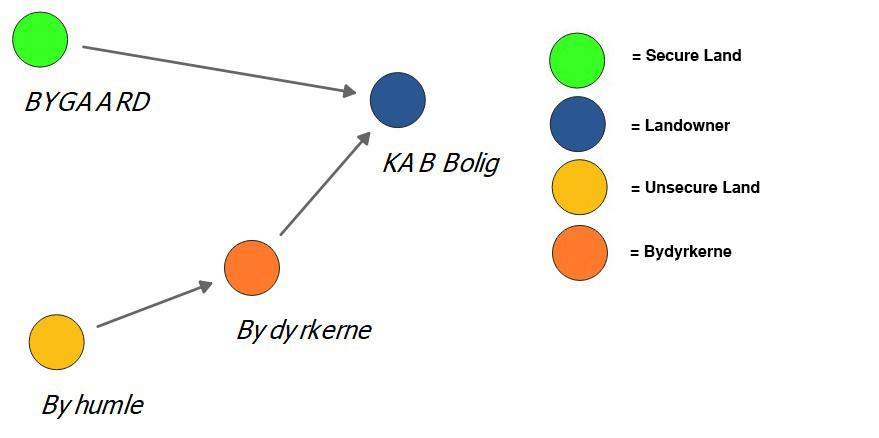 BYGAARD
KAB Bolig
Bydyrkerne
Byhumle
= Secure Land
= Landowner
= Unsecure Land
= Bydyrkerne